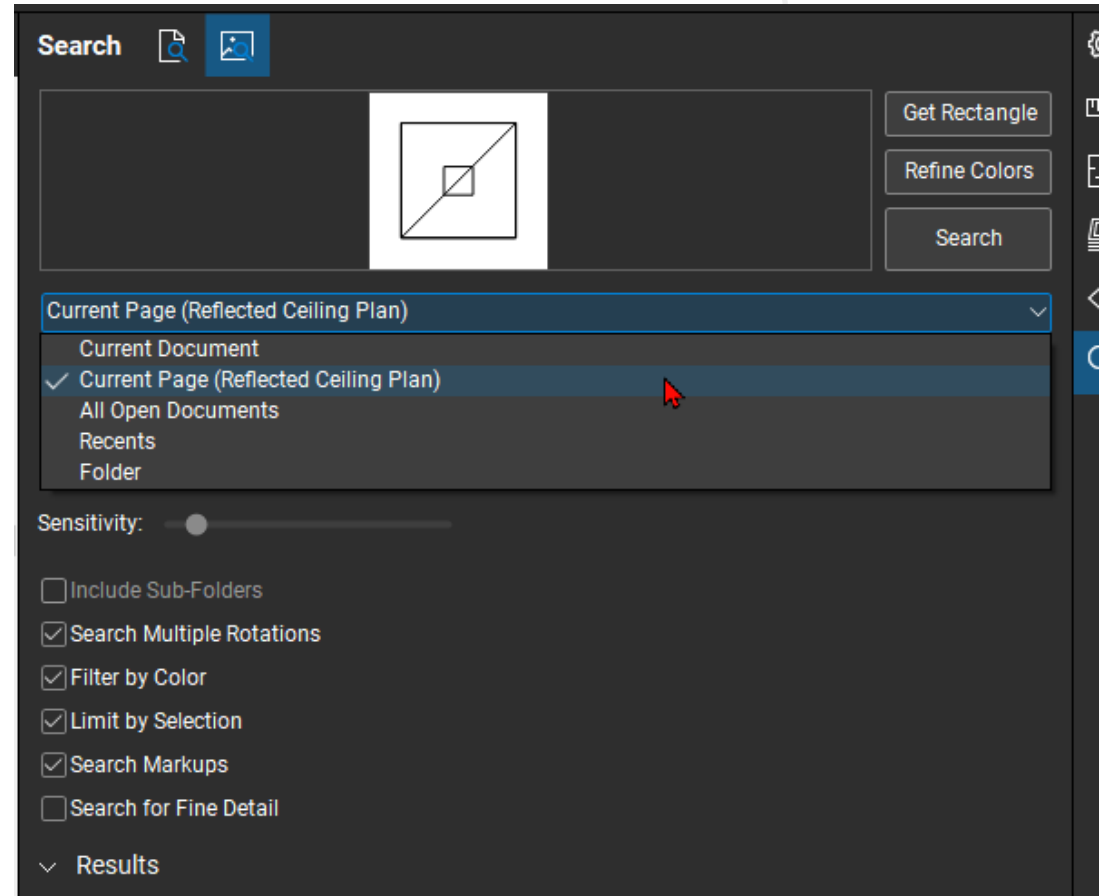 Search
Get Rectangle
Refine Colors
Search
Current Page (Reflected Ceiling Plan)
Current Document
Current Page (Reflected Ceiling Plan)
All Open Documents
Recents
Folder
Sensitivity:
Include Sub-Folders
Search Multiple Rotations
Filter by Color
Limit by Selection
Search Markups
Search for Fine Detail
Results